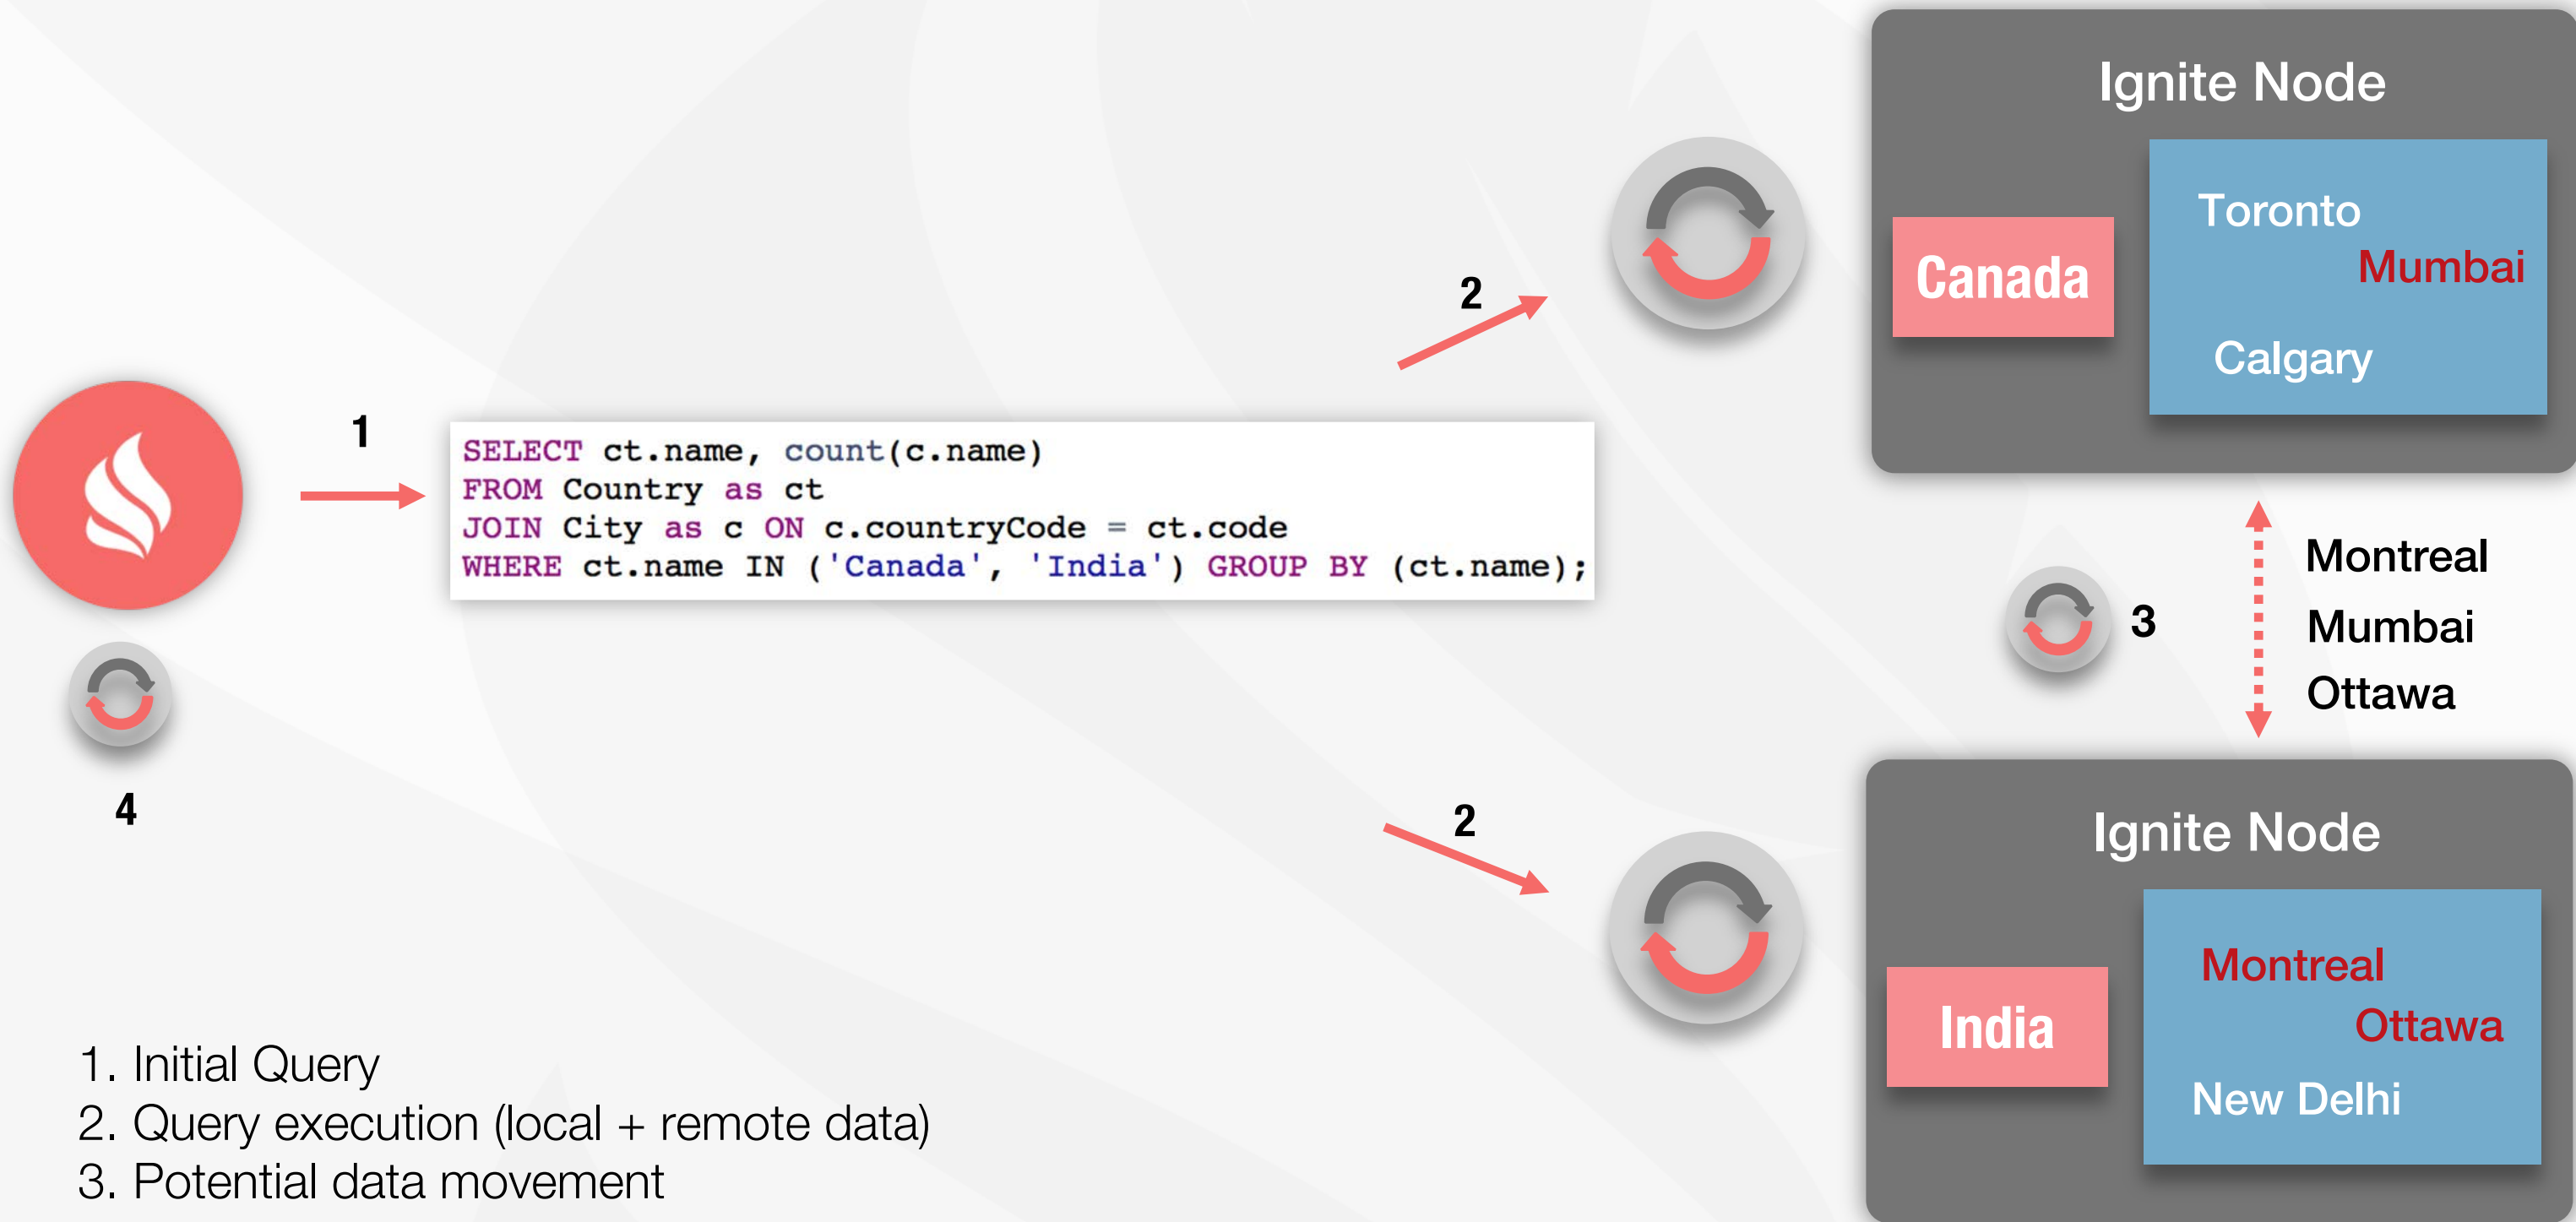 Ignite Node
Toronto
Mumbai
Canada
Calgary
2
1
SELECT ct.name, count(c.name)
FROM Country as ct
JOIN City as c ON c.countryCode = ct.code
WHERE ct.name IN ('Canada', 'India') GROUP BY (ct.name);
Montreal
3
Mumbai
Ottawa
4
2
Ignite Node
Montreal
Ottawa
India
New Delhi
1. Initial Query
2. Query execution (local + remote data)
3. Potential data movement